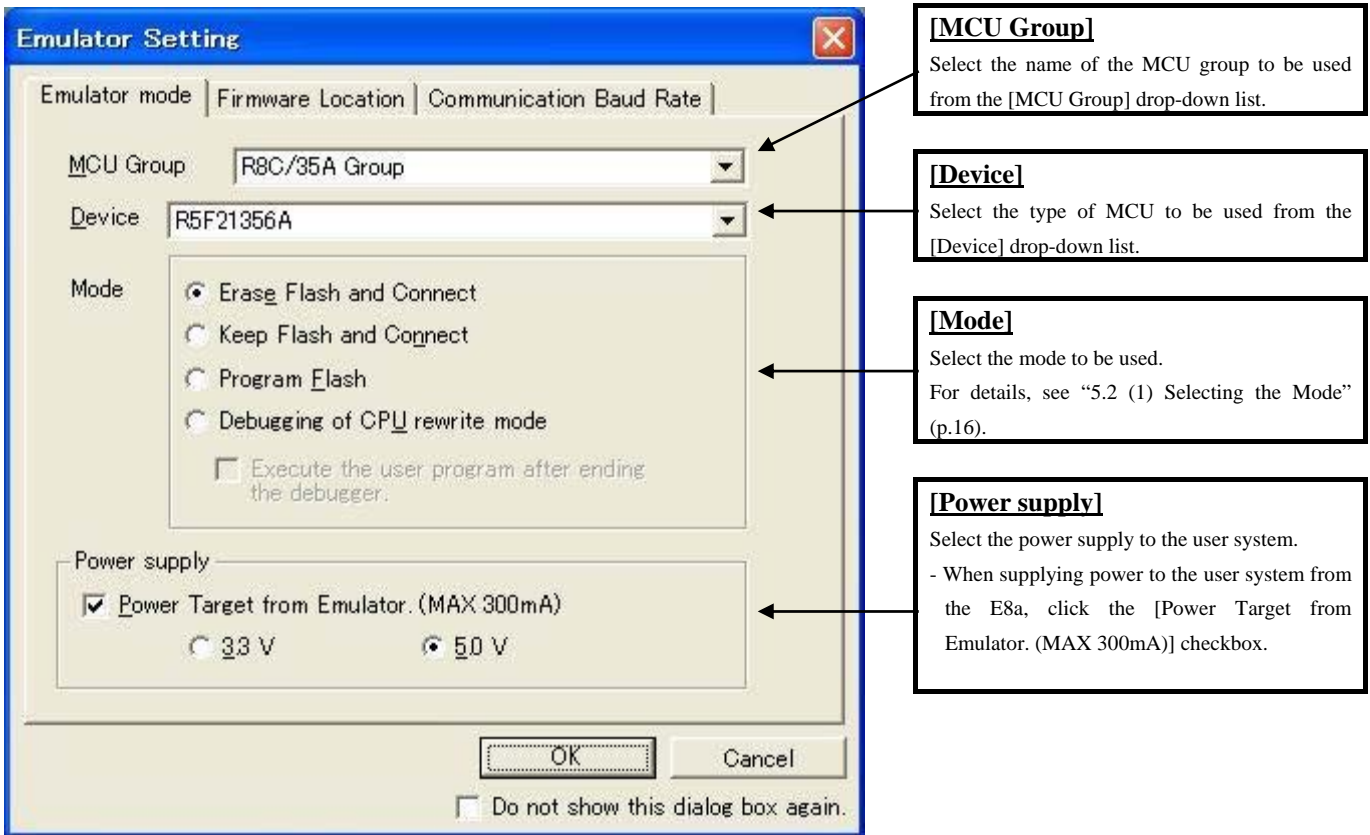 Emulator Setting
Emulator mode
Firmware Location
Communication Baud Rate
MCU Group
R8C/35A Group
Device
R5F21356A
Mode
Erase Flash and Connect
Keep Flash and Connect
Program Flash
Debugging of CPU rewrite mode
Execute the user program after ending
the debugger.
Power supply
Power Target from Emulator. (MAX 300mA)
3.3 V
5.0 V
OK
Cancel
Do not show this dialog box again.
[MCU Group]
Select the name of the MCU group to be used
from the [MCU Group] drop-down list.
[Device]
Select the type of MCU to be used from the
[Device] drop-down list.
[Mode]
Select the mode to be used.
For details, see “5.2 (1) Selecting the Mode”
(p.16).
[Power supply]
Select the power supply to the user system.
- When supplying power to the user system from
the E8a, click the [Power Target from
Emulator. (MAX 300mA)] checkbox.